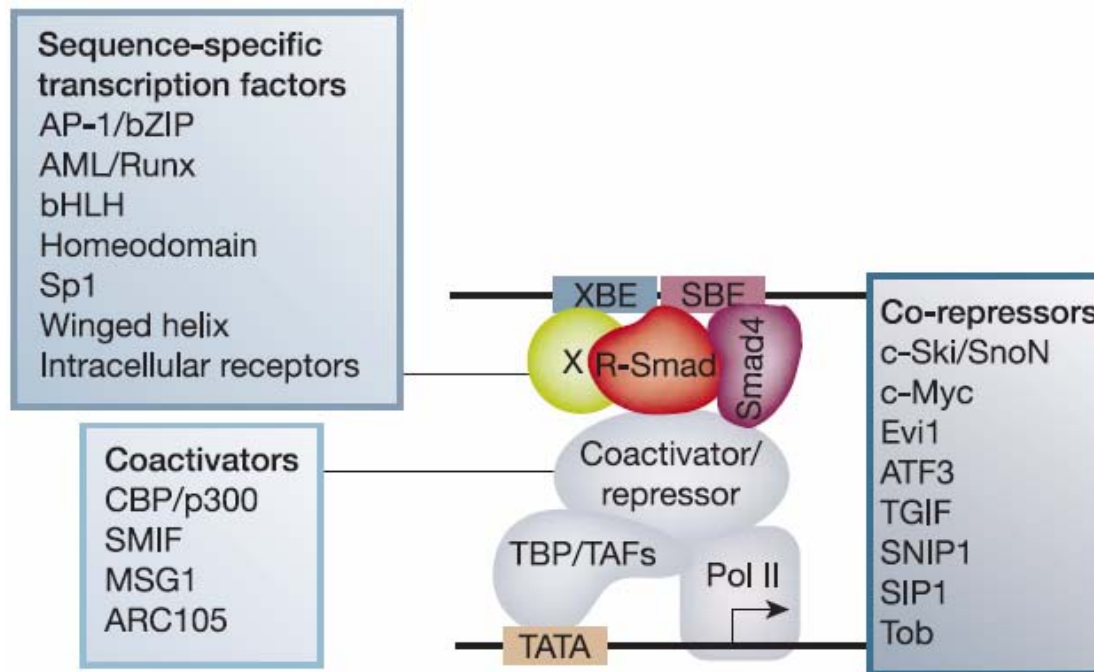 Sequence-specific
transcription factors
AP-1/bZIP
AML/Runx
bHLH
Homeodomain
Sp1
Winged helix
Intracellular receptors
Coactivators
CBP/p300
SMIF
MSG1
ARC105
XBE
SBE
X
R-Smad
Smad4
Coactivator/
repressor
TBP/TAFs
Pol II
TATA
Co-repressors
c-Ski/SnoN
c-Myc
Evi1
ATF3
TGIF
SNIP1
SIP1
Tob